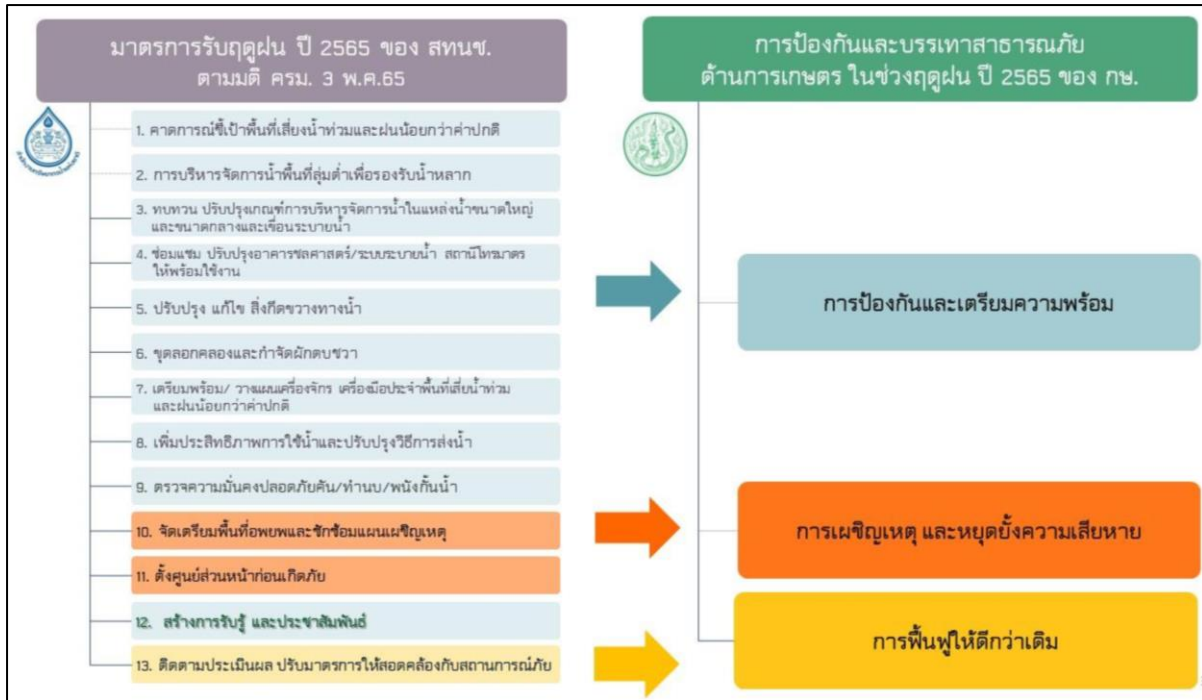 มาตรการรับฤดูฝน ปี 2565 ของ สทนช.
ตามมติ ครม. 3 พ.ค.65
1. คาดการณ์ชี้เป้าพื้นที่เสี่ยงน้ำท่วมและฝนน้อยกว่าค่าปกติ
2. การบริหารจัดการน้ำพื้นที่ลุ่มต่ำเพื่อรองรับน้ำหลาก
3. ทบทวน ปรับปรุงเกณฑ์การบริหารจัดการน้ำในแหล่งน้ำขนาดใหญ่
และขนาดกลางและเขื่อนระบายน้ำ
4. ซ่อมแซม ปรับปรุงอาคารชลศาสตร์/ระบบระบายน้ำ สถานีโทรมาตร
ให้พร้อมใช้งาน
5. ปรับปรุง แก้ไข สิ่งกีดขวางทางน้ำ
6. ขุดลอกคลองและกำจัดผักตบชวา
7. เตรียมพร้อม/ วางแผนเครื่องจักร เครื่องมือประจำพื้นที่เสี่ยน้ำท่วม
และฝนน้อยกว่าค่าปกติ
8. เพิ่มประสิทธิภาพการใช้น้ำและปรับปรุงวิธีการส่งน้ำ
9. ตรวจความมั่นคงปลอดภัยคัน/ทำนบ/พนังกั้นน้ำ
10. จัดเตรียมพื้นที่อพยพและซักซ้อมแผนเผชิญเหตุ
11. ตั้งศูนย์ส่วนหน้าก่อนเกิดภัย
12. สร้างการรับรู้ และประชาสัมพันธ์
13. ติดตามประเมินผล ปรับมาตรการให้สอดคล้องกับสถานการณ์ภัย
การป้องกันและบรรเทาสาธารณภัย
ด้านการเกษตร ในช่วงฤดูฝน ปี 2565 ของ กษ.
การป้องกันและเตรียมความพร้อม
การเผชิญเหตุ และหยุดยั้งความเสียหาย
การฟื้นฟูให้ดีกว่าเดิม